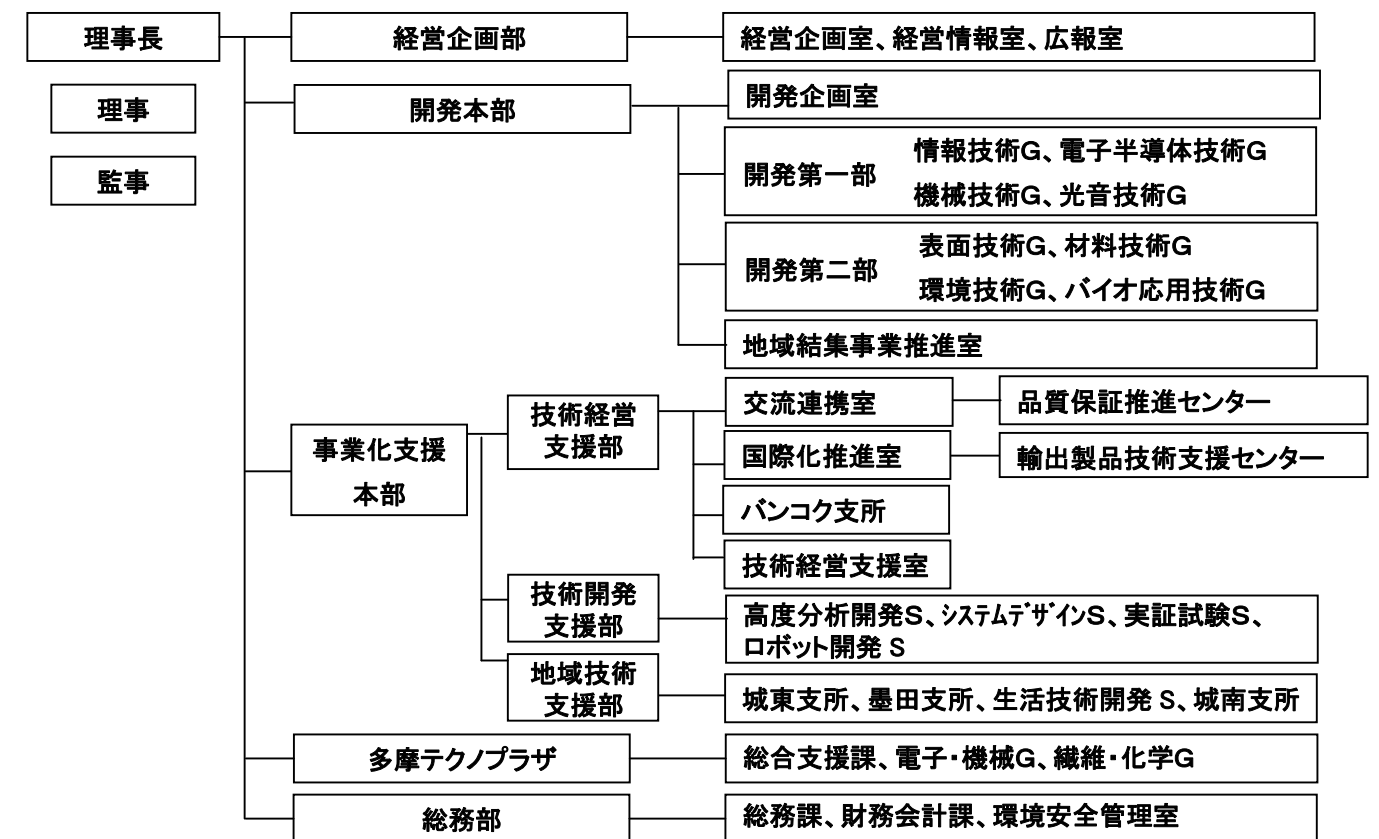 理事長
経営企画部
経営企画室、経営情報室、広報室
理事
監事
開発本部
開発企画室
開発第一部
情報技術G、電子半導体技術G
機械技術G、光音技術G
開発第二部
表面技術G、材料技術G
環境技術G、バイオ応用技術G
地域結集事業推進室
事業化支援
本部
技術経営
支援部
交流連携室
品質保証推進センター
国際化推進室
輸出製品技術支援センター
バンコク支所
技術経営支援室
技術開発
支援部
高度分析開発S、ｼｽﾃﾑﾃﾞｻﾞｲﾝS、実証試験S、
ロボット開発 S
地域技術
支援部
城東支所、墨田支所、生活技術開発 S、城南支所
多摩テクノプラザ
総合支援課、電子・機械G、繊維・化学G
総務部
総務課、財務会計課、環境安全管理室